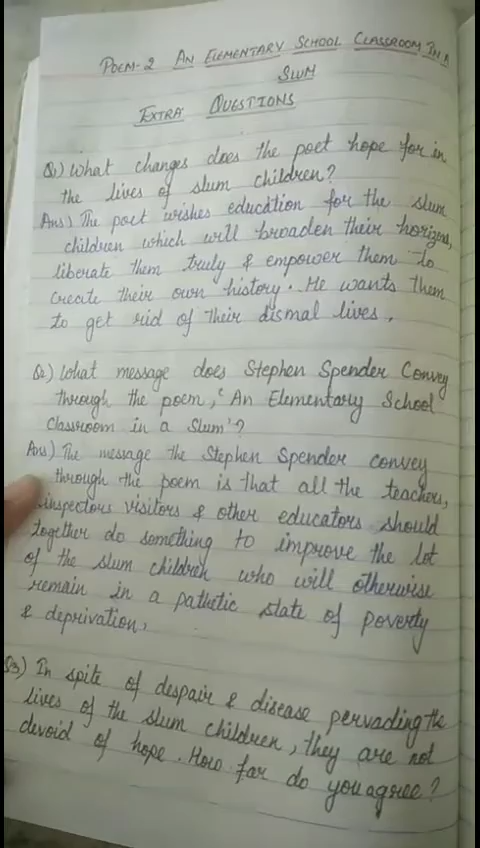 POEM-2 AN ELEMENTARY SCHOOL CLASSROOM IN A
SLUM
EXTRA QUESTIONS
Q1) What changes does the poet hope for in
the lives of slum children?
Ans) The poet wishes education for the slum
children which will broaden their horizons,
liberate them truly & empower them to
create their own history. He wants them
to get rid of their dismal lives.
Q2) What message does Stephen Spender Convey
through the poem, 'An Elementary School
Classroom in a Slum'?
Ans) The message the Stephen Spender convey
through the poem is that all the teachers,
inspectors visitors & other educators should
together do something to improve the lot
of the slum children who will otherwise
remain in a pathetic state of poverty
& deprivation.
Q3) In spite of despair & disease pervading the
lives of the slum children, they are not
devoid of hope. How far do you agree?